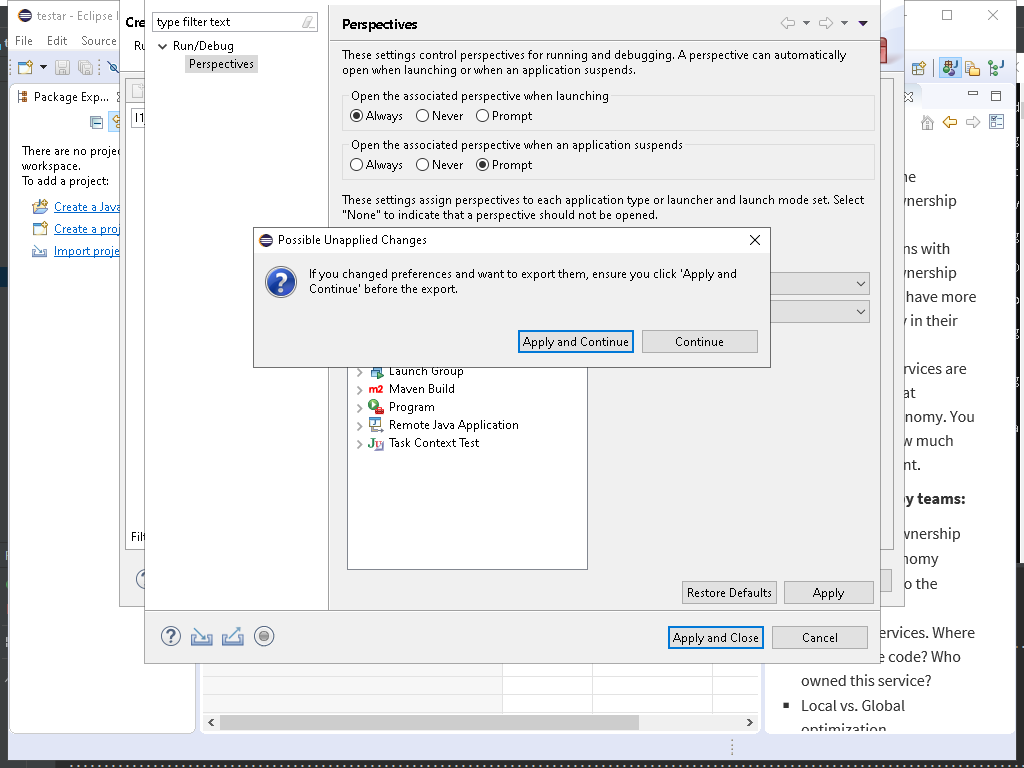 testar - Eclipse I
File Edit Source
Cre
Ru
type filter text
Run/Debug
Perspectives
Perspectives
These settings control perspectives for running and debugging. A perspective can automatically
open when launching or when an application suspends.
Open the associated perspective when launching
Always Never Prompt
Open the associated perspective when an application suspends
Always Never Prompt
These settings assign perspectives to each application type or launcher and launch mode set. Select
"None" to indicate that a perspective should not be opened.
Package Exp...
There are no projec
workspace.
To add a project:
Create a Java
Create a proj
Import proje
Filt
Possible Unapplied Changes
If you changed preferences and want to export them, ensure you click 'Apply and
Continue' before the export.
Apply and Continue Continue
Launch Group
m2 Maven Build
Program
Remote Java Application
Ju Task Context Test
Restore Defaults Apply
Apply and Close Cancel
he
wnership
ns with
wnership
have more
y in their
rvices are
at
nomy. You
w much
nt.
y teams:
wnership
nomy
o the
ervices. Where
e code? Who
owned this service?
▪ Local vs. Global
optimization